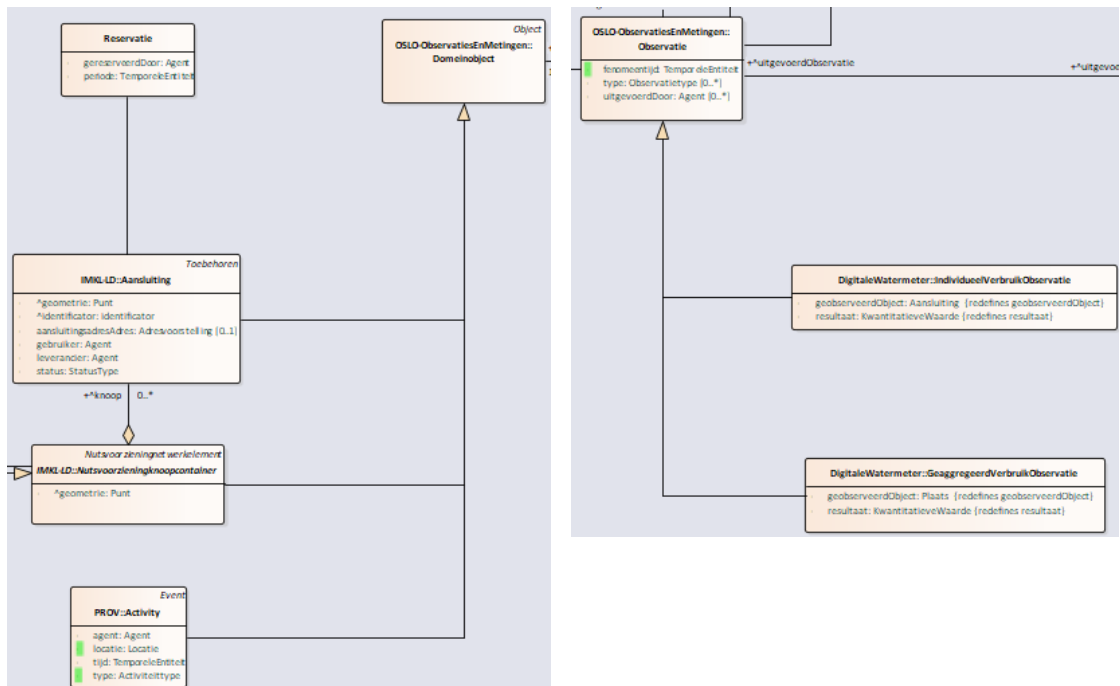 Reservatie
gereserveerdDoor: Agent
periode: TemporeleEntiteit
Object
OSLO-ObservatiesEnMetingen::
Domeinobject
Toebehoren
IMKL-LD::Aansluiting
^geometrie: Punt
^identificator: Identificator
aansluitingsadresAdres: Adresvoorstelling [0..1]
gebruiker: Agent
leverancier: Agent
status: StatusType
+^knoop 0..*
Nutsvoorzieningnetwerkelement
IMKL-LD::Nutsvoorzieningknoopcontainer
^geometrie: Punt
Event
PROV::Activity
agent: Agent
locatie: Locatie
tijd: TemporeleEntiteit
type: Activiteittype
OSLO-ObservatiesEnMetingen::
Observatie
fenomeentijd: TemporeleEntiteit
type: Observatietype [0..*]
uitgevoerdDoor: Agent [0..*]
+^uitgevoerdObservatie
+^uitgevoe
DigitaleWatermeter::IndividueelVerbruikObservatie
geobserveerdObject: Aansluiting {redefines geobserveerdObject}
resultaat: KwantitatieveWaarde {redefines resultaat}
DigitaleWatermeter::GeaggregeerdVerbruikObservatie
geobserveerdObject: Plaats {redefines geobserveerdObject}
resultaat: KwantitatieveWaarde {redefines resultaat}